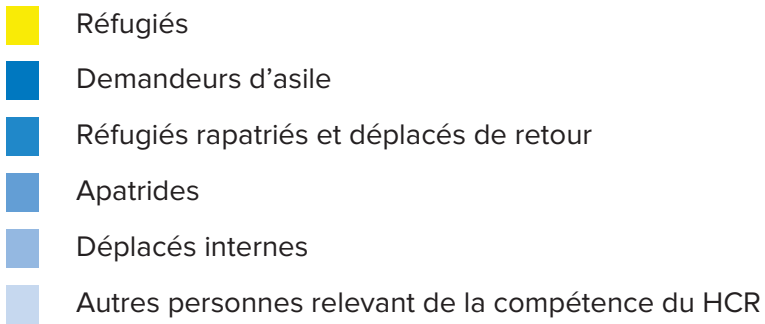 Réfugiés
Demandeurs d’asile
Réfugiés rapatriés et déplacés de retour
Apatrides
Déplacés internes
Autres personnes relevant de la compétence du HCR